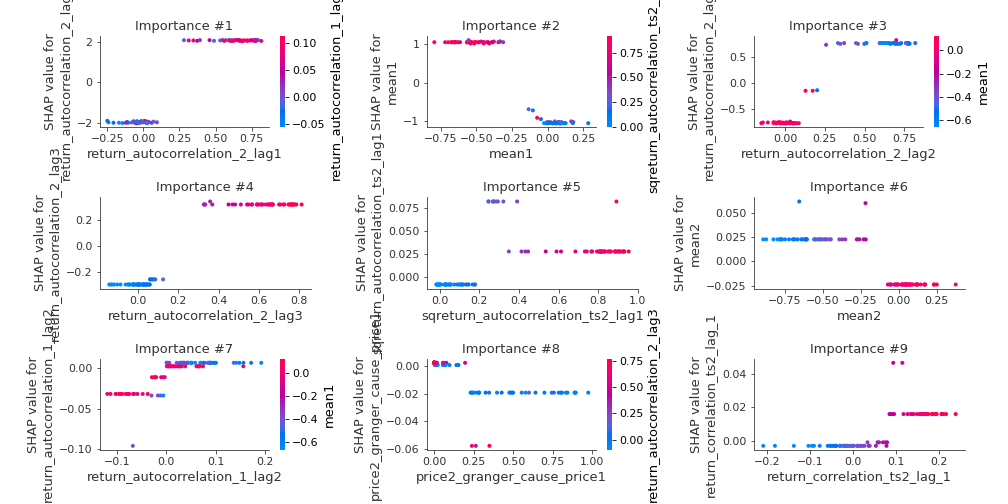 Importance #1
SHAP value for
return_autocorrelation_2_lag1
2
0
−2
−0.25 0.00 0.25 0.50 0.75
return_autocorrelation_2_lag1
0.10
0.05
0.00
−0.05
return_autocorrelation_1_lag
Importance #2
SHAP value for
mean1
1
0
−1
−0.75 −0.50 −0.25 0.00 0.25
mean1
0.75
0.50
0.25
0.00
sqreturn_autocorrelation_ts2_
Importance #3
SHAP value for
return_autocorrelation_2_lag
0.5
0.0
−0.5
0.00 0.25 0.50 0.75
return_autocorrelation_2_lag2
0.0
−0.2
−0.4
−0.6
mean1
Importance #4
SHAP value for
return_autocorrelation_2_lag3
0.2
0.0
−0.2
0.0 0.2 0.4 0.6 0.8
return_autocorrelation_2_lag3
Importance #5
SHAP value for
sqreturn_autocorrelation_ts2_lag1
0.075
0.050
0.025
0.000
0.0 0.2 0.4 0.6 0.8 1.0
sqreturn_autocorrelation_ts2_lag1
Importance #6
SHAP value for
mean2
0.050
0.025
0.000
−0.025
−0.75 −0.50 −0.25 0.00 0.25
mean2
Importance #7
SHAP value for
return_autocorrelation_1_lag2
0.00
−0.05
−0.10
−0.1 0.0 0.1 0.2
return_autocorrelation_1_lag2
0.0
−0.2
−0.4
−0.6
mean1
Importance #8
SHAP value for
price2_granger_cause_price1
0.00
−0.02
−0.04
−0.06
0.00 0.25 0.50 0.75 1.00
price2_granger_cause_price1
0.75
0.50
0.25
0.00
return_autocorrelation_2_lag3
Importance #9
SHAP value for
return_correlation_ts2_lag_1
0.04
0.02
0.00
−0.2 −0.1 0.0 0.1 0.2
return_correlation_ts2_lag_1